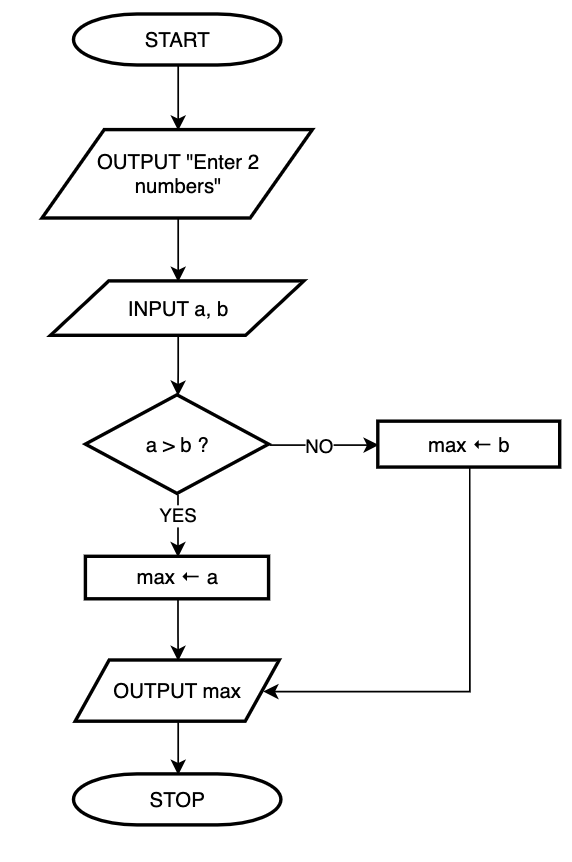 START
OUTPUT "Enter 2
numbers"
INPUT a, b
a > b ?
NO
max ← b
YES
max ← a
OUTPUT max
STOP